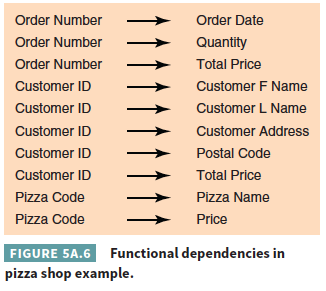 Order Number → Order Date
Order Number → Quantity
Order Number → Total Price
Customer ID → Customer F Name
Customer ID → Customer L Name
Customer ID → Customer Address
Customer ID → Postal Code
Customer ID → Total Price
Pizza Code → Pizza Name
Pizza Code → Price
FIGURE 5A.6 Functional dependencies in
pizza shop example.